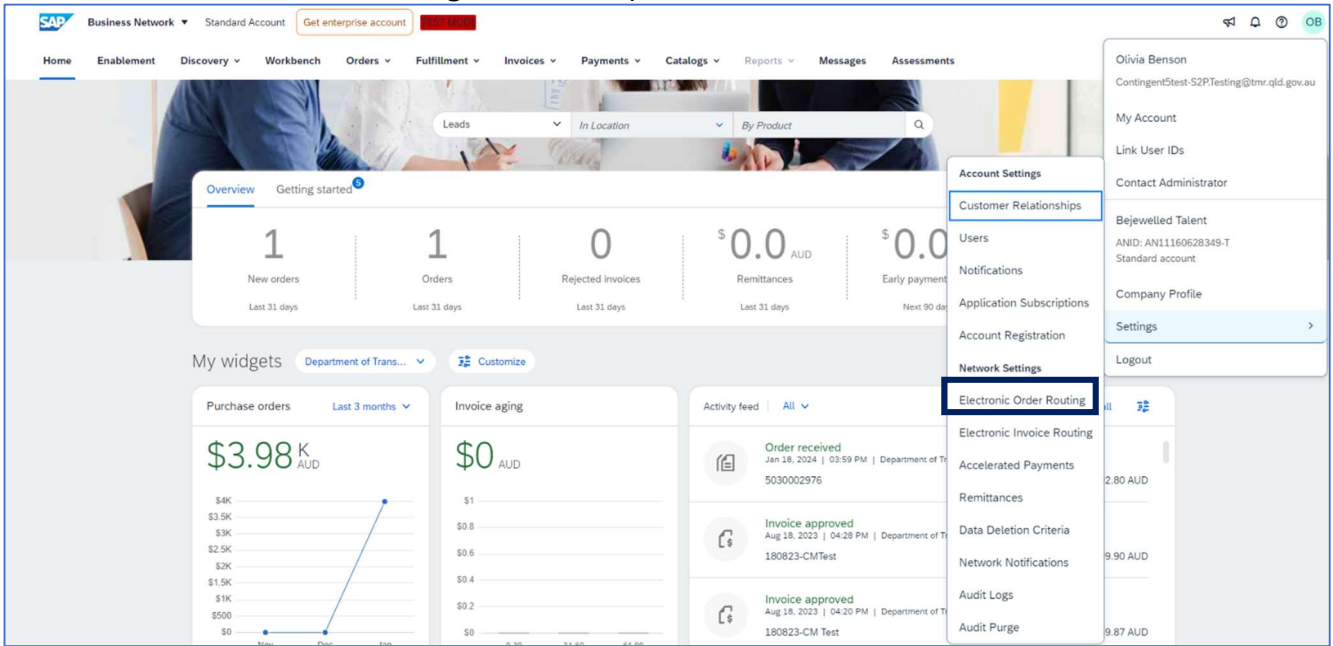 SAP Business Network ▼ Standard Account Get enterprise account TEST MODE OB
Home Enablement Discovery Workbench Orders Fulfillment Invoices Payments Catalogs Reports Messages Assessments
Leads In Location By Product
Olivia Benson
Contingent5test-S2P.Testing@tmr.qld.gov.au
My Account
Link User IDs
Contact Administrator
Bejewelled Talent
ANID: AN11160628349-T
Standard account
Company Profile
Settings
Logout
Account Settings
Customer Relationships
Users
Notifications
Application Subscriptions
Account Registration
Network Settings
Electronic Order Routing
Electronic Invoice Routing
Accelerated Payments
Remittances
Data Deletion Criteria
Network Notifications
Audit Logs
Audit Purge
Overview Getting started 5
1 1 0 $0.0 AUD $0.0
New orders Orders Rejected invoices Remittances Early payment
Last 31 days Last 31 days Last 31 days Last 31 days Next 90 da
My widgets Department of Trans... Customize
Purchase orders Last 3 months
$3.98 K AUD
$4K
$3.5K
$3K
$2.5K
$2K
$1.5K
$1K
$500
$0
Nov Dec Jan
Invoice aging
$0 AUD
$1
$0.8
$0.6
$0.4
$0.2
$0
Activity feed All
Order received
Jan 18, 2024 | 03:59 PM | Department of Tr
5030002976 2.80 AUD
Invoice approved
Aug 18, 2023 | 04:28 PM | Department of Tr
180823-CMTest 9.90 AUD
Invoice approved
Aug 18, 2023 | 04:20 PM | Department of Tr
180823-CM Test 9.87 AUD